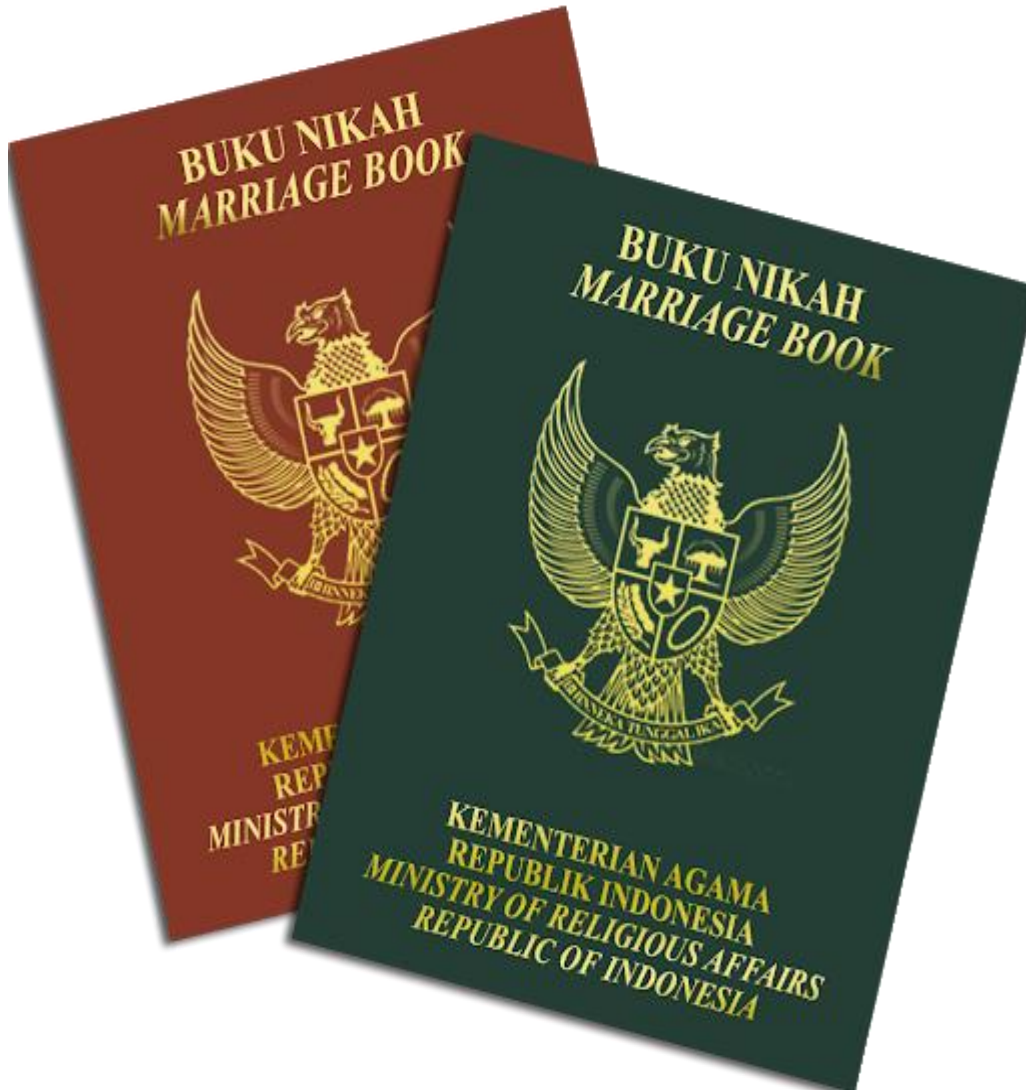 BUKU NIKAH
MARRIAGE BOOK
BUKU NIKAH
MARRIAGE BOOK
BHINNEKA TUNGGAL IKA
KEMENTERIAN AGAMA
REPUBLIK INDONESIA
MINISTRY OF RELIGIOUS AFFAIRS
REPUBLIC OF INDONESIA